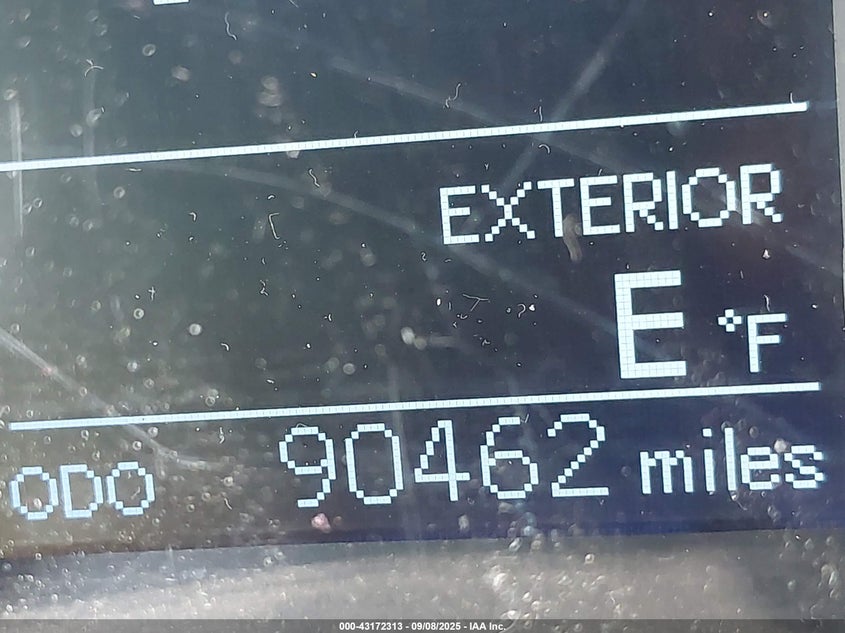 EXTERIOR
E °F
ODO 90462 miles
000-43172313 - 09/08/2025 - IAA Inc.